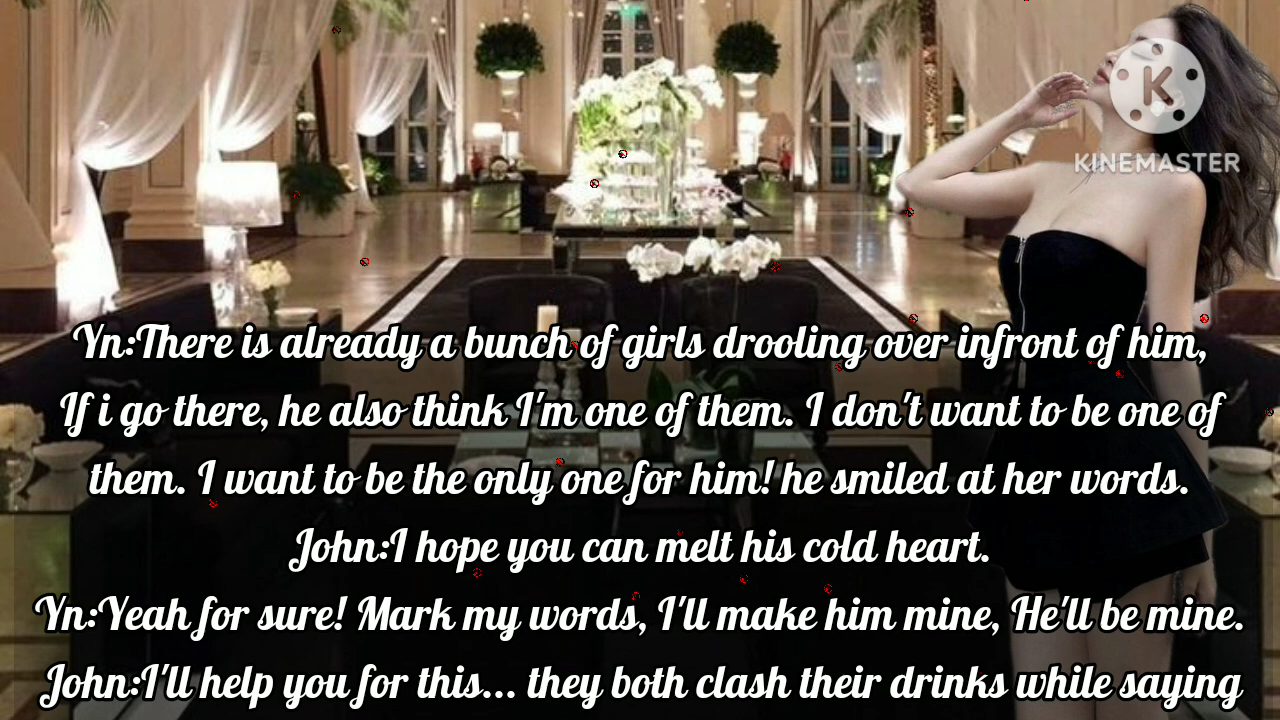 K
KINEMASTER
Yn:There is already a bunch of girls drooling over infront of him,
If i go there, he also think I'm one of them. I don't want to be one of
them. I want to be the only one for him! he smiled at her words.
John:I hope you can melt his cold heart.
Yn:Yeah for sure! Mark my words, I'll make him mine, He'll be mine.
John:I'll help you for this... they both clash their drinks while saying